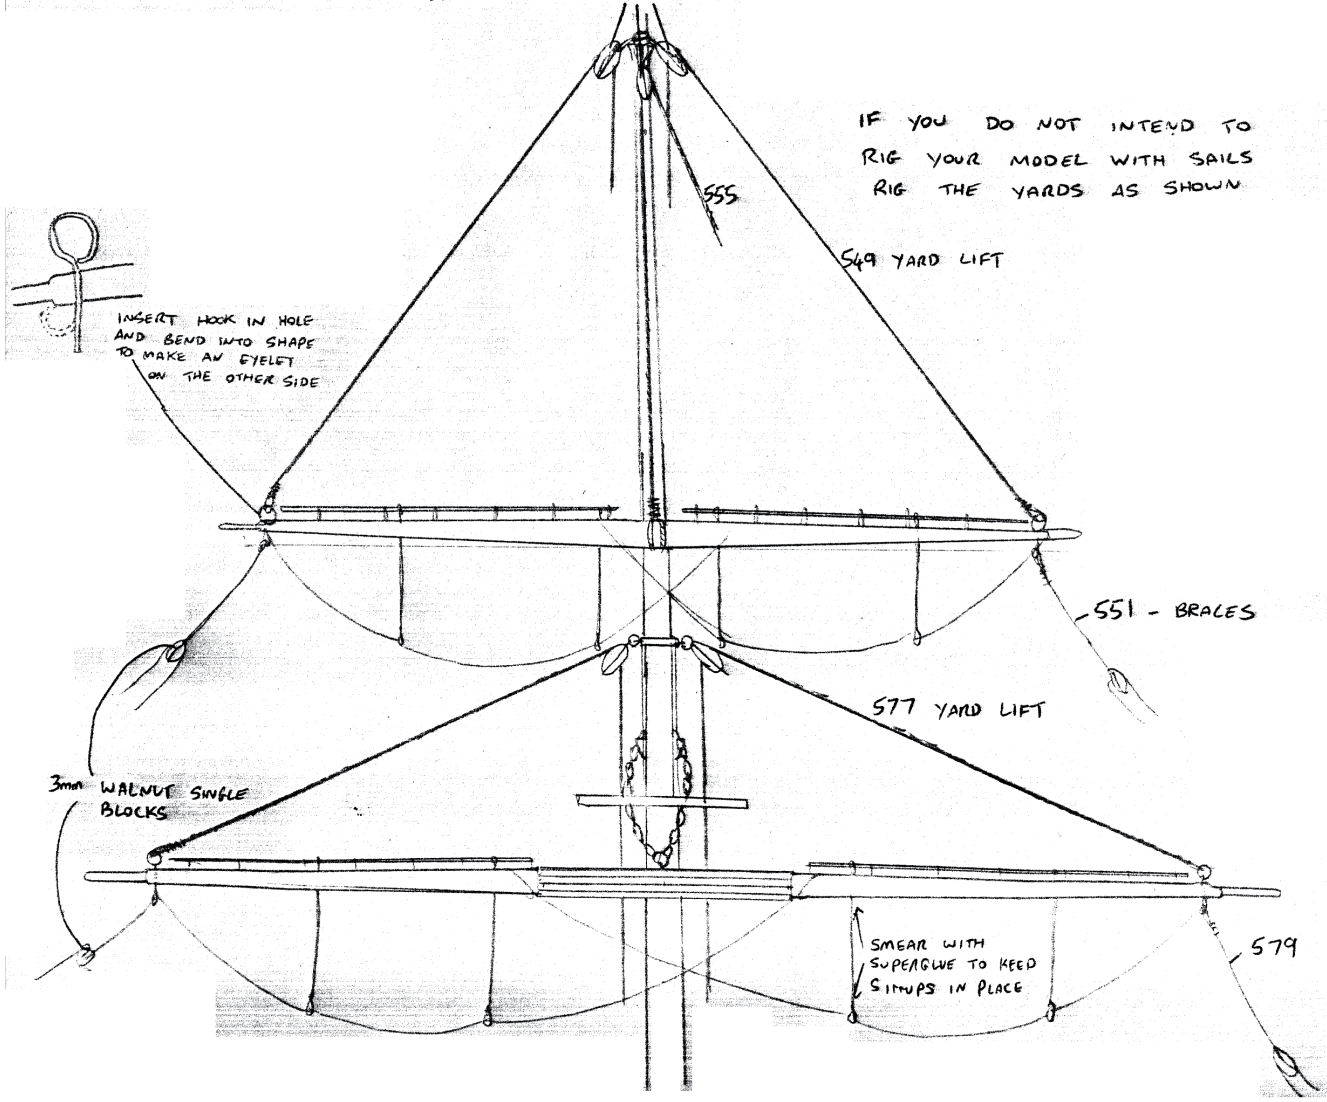 IF YOU DO NOT INTEND TO
RIG YOUR MODEL WITH SAILS
RIG THE YARDS AS SHOWN
555
549 YARD LIFT
INSERT HOOK IN HOLE
AND BEND INTO SHAPE
TO MAKE AN EYELET
ON THE OTHER SIDE
551 - BRACES
577 YARD LIFT
3mm WALNUT SINGLE
BLOCKS
SMEAR WITH
SUPERGLUE TO KEEP
STIRRUPS IN PLACE
579